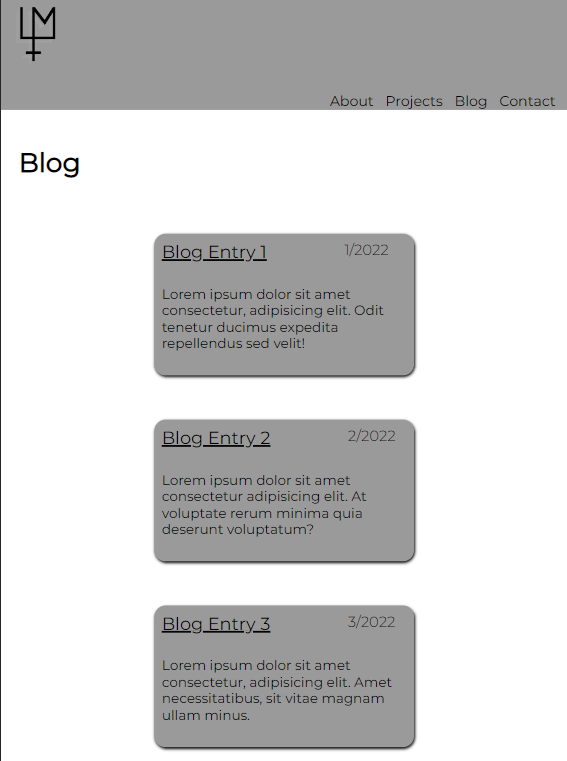 LM
About Projects Blog Contact
Blog
Blog Entry 1 1/2022
Lorem ipsum dolor sit amet
consectetur, adipisicing elit. Odit
tenetur ducimus expedita
repellendus sed velit!
Blog Entry 2 2/2022
Lorem ipsum dolor sit amet
consectetur adipisicing elit. At
voluptate rerum minima quia
deserunt voluptatum?
Blog Entry 3 3/2022
Lorem ipsum dolor sit amet
consectetur, adipisicing elit. Amet
necessitatibus, sit vitae magnam
ullam minus.